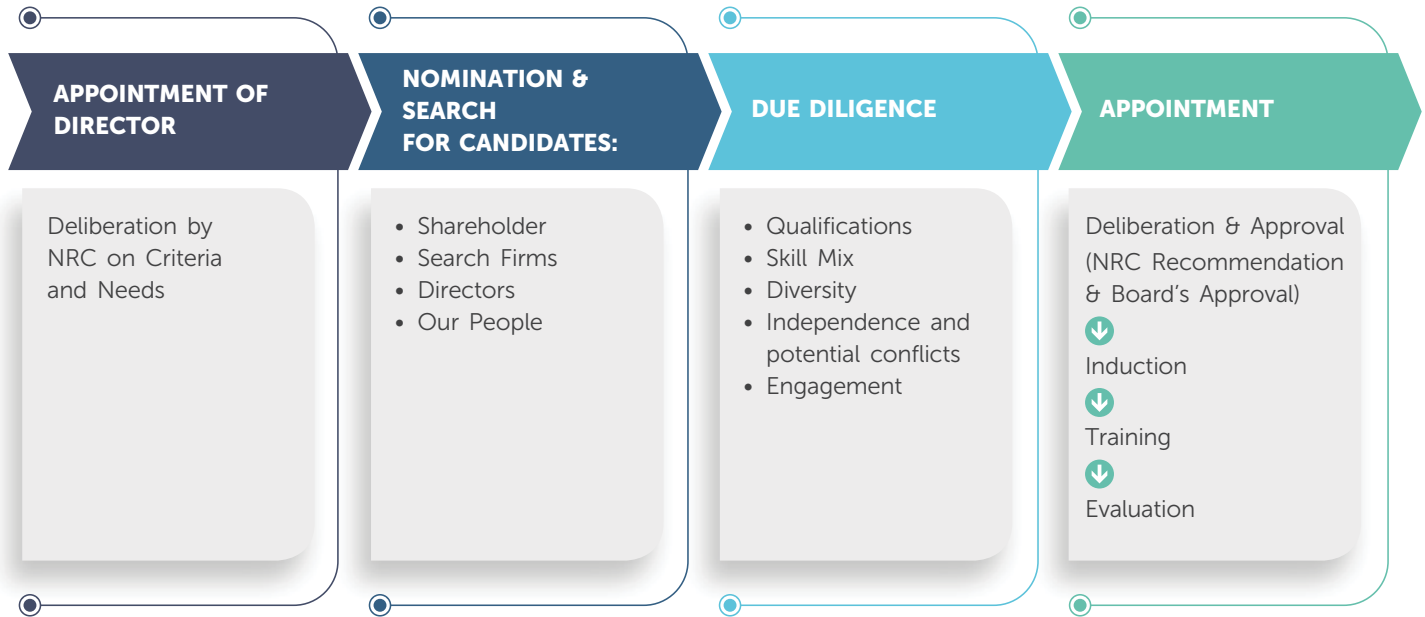 APPOINTMENT OF
DIRECTOR
Deliberation by
NRC on Criteria
and Needs
NOMINATION &
SEARCH
FOR CANDIDATES:
• Shareholder
• Search Firms
• Directors
• Our People
DUE DILIGENCE
• Qualifications
• Skill Mix
• Diversity
• Independence and
potential conflicts
• Engagement
APPOINTMENT
Deliberation & Approval
(NRC Recommendation
& Board’s Approval)
Induction
Training
Evaluation